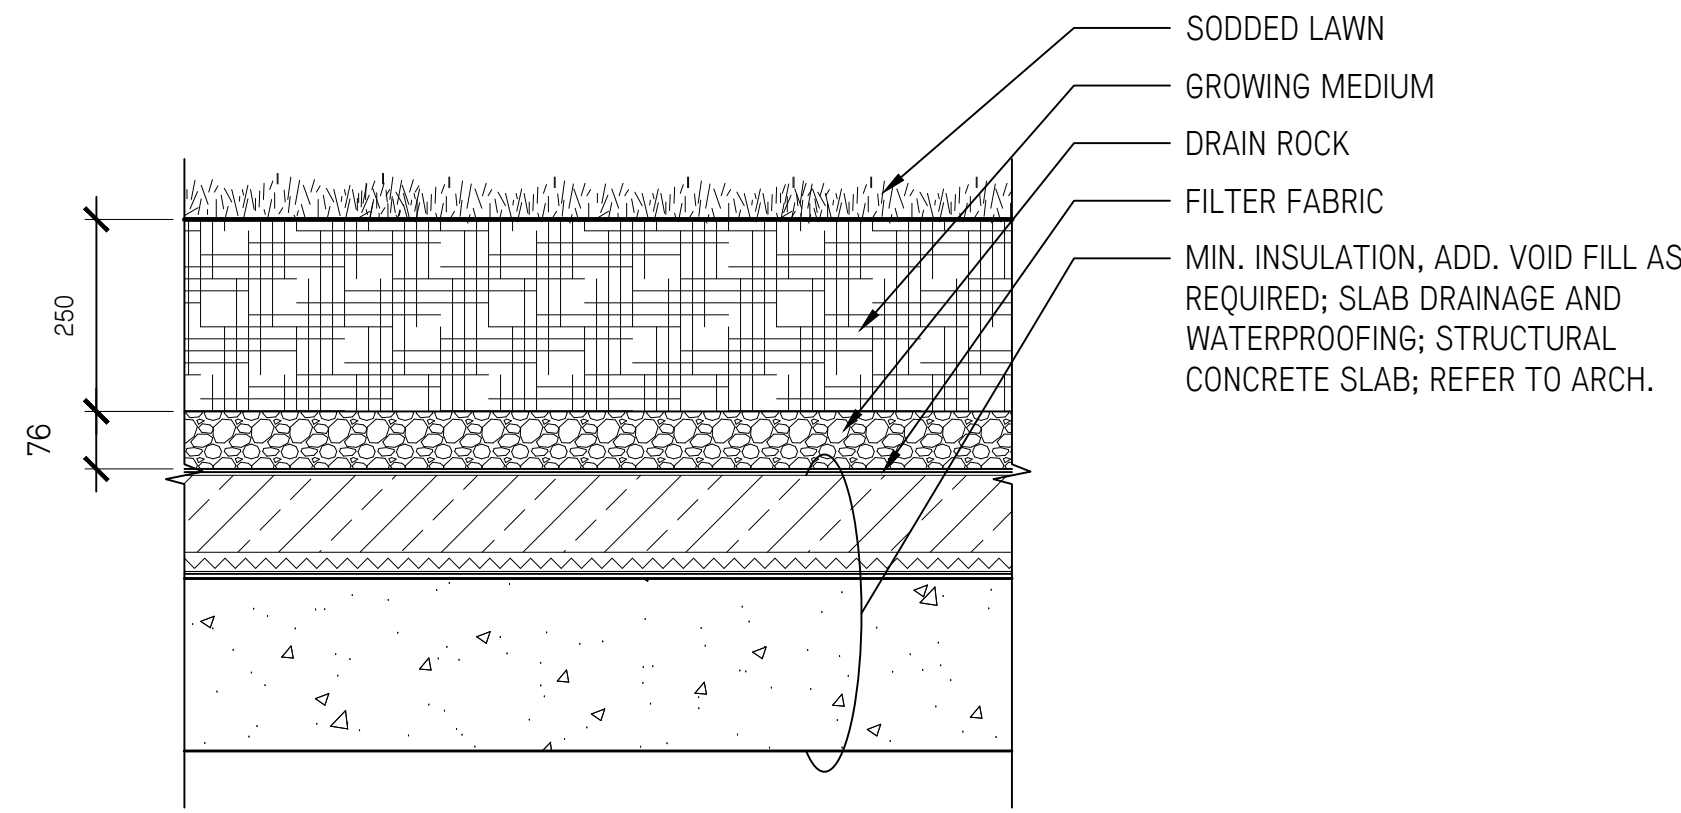 SODDED LAWN
GROWING MEDIUM
DRAIN ROCK
FILTER FABRIC
MIN. INSULATION, ADD. VOID FILL AS
REQUIRED; SLAB DRAINAGE AND
WATERPROOFING; STRUCTURAL
CONCRETE SLAB; REFER TO ARCH.
250
76